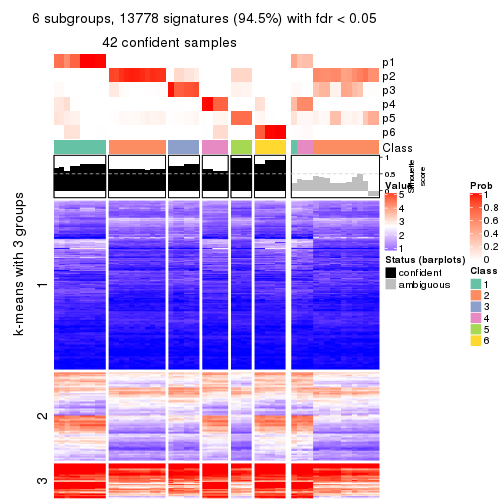 6 subgroups, 13778 signatures (94.5%) with fdr < 0.05
42 confident samples
p1
p2
p3
p4
p5
p6
Class
1
0.5
0
Silhouette
score
k-means with 3 groups
1
2
3
Value
5
4
3
2
1
Status (barplots)
confident
ambiguous
Prob
1
0.8
0.6
0.4
0.2
0
Class
1
2
3
4
5
6